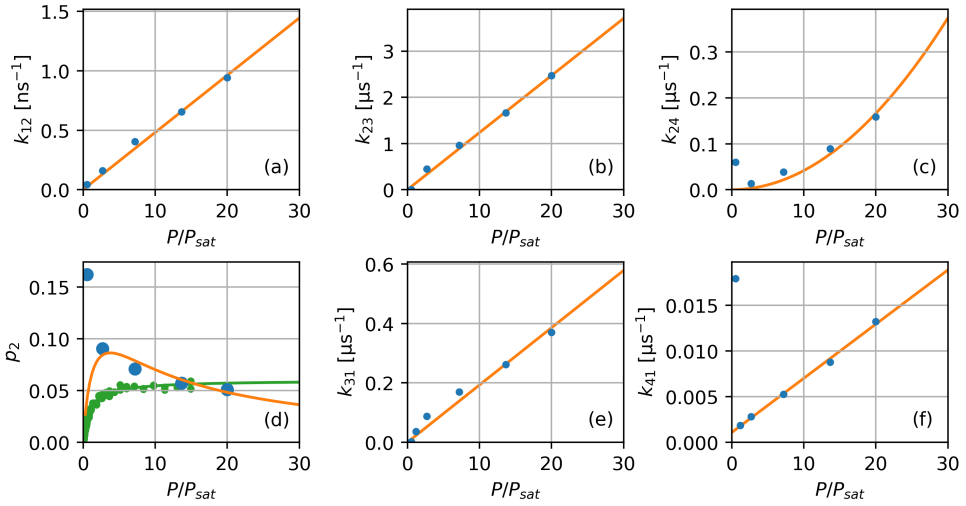 1.5
1.0
0.5
0.0
k12 [ns⁻¹]
(a)
0 10 20 30
P/Psat
3
2
1
0
k23 [µs⁻¹]
(b)
0 10 20 30
P/Psat
0.3
0.2
0.1
0.0
k24 [µs⁻¹]
(c)
0 10 20 30
P/Psat
0.15
0.10
0.05
0.00
p2
(d)
0 10 20 30
P/Psat
0.6
0.4
0.2
0.0
k31 [µs⁻¹]
(e)
0 10 20 30
P/Psat
0.015
0.010
0.005
0.000
k41 [µs⁻¹]
(f)
0 10 20 30
P/Psat